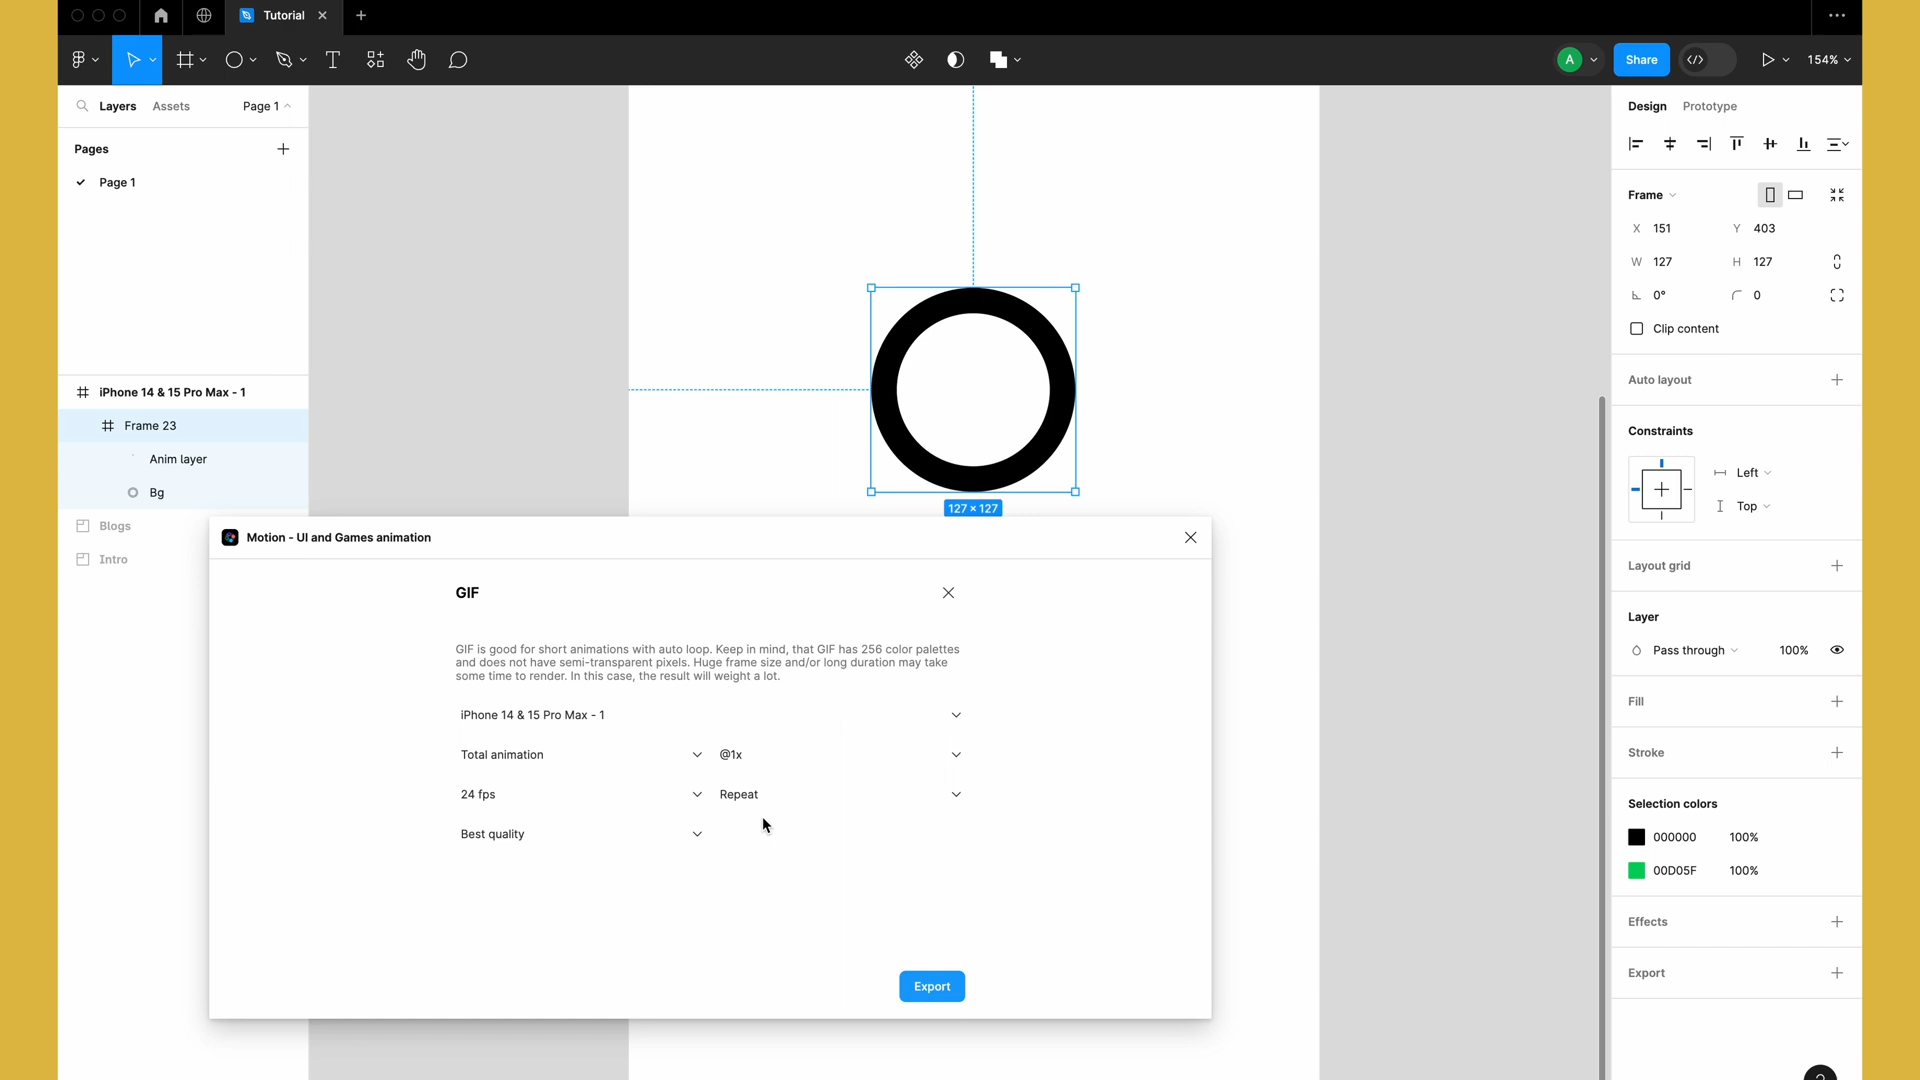 Tutorial
A
Share
154%
Layers
Assets
Page 1
Pages
Page 1
iPhone 14 & 15 Pro Max - 1
Frame 23
Anim layer
Bg
Blogs
Intro
127 × 127
Motion - UI and Games animation
GIF
GIF is good for short animations with auto loop. Keep in mind, that GIF has 256 color palettes
and does not have semi-transparent pixels. Huge frame size and/or long duration may take
some time to render. In this case, the result will weight a lot.
iPhone 14 & 15 Pro Max - 1
Total animation
@1x
24 fps
Repeat
Best quality
Export
Design
Prototype
Frame
X 151
Y 403
W 127
H 127
0°
0
Clip content
Auto layout
Constraints
Left
Top
Layout grid
Layer
Pass through
100%
Fill
Stroke
Selection colors
000000
100%
00D05F
100%
Effects
Export